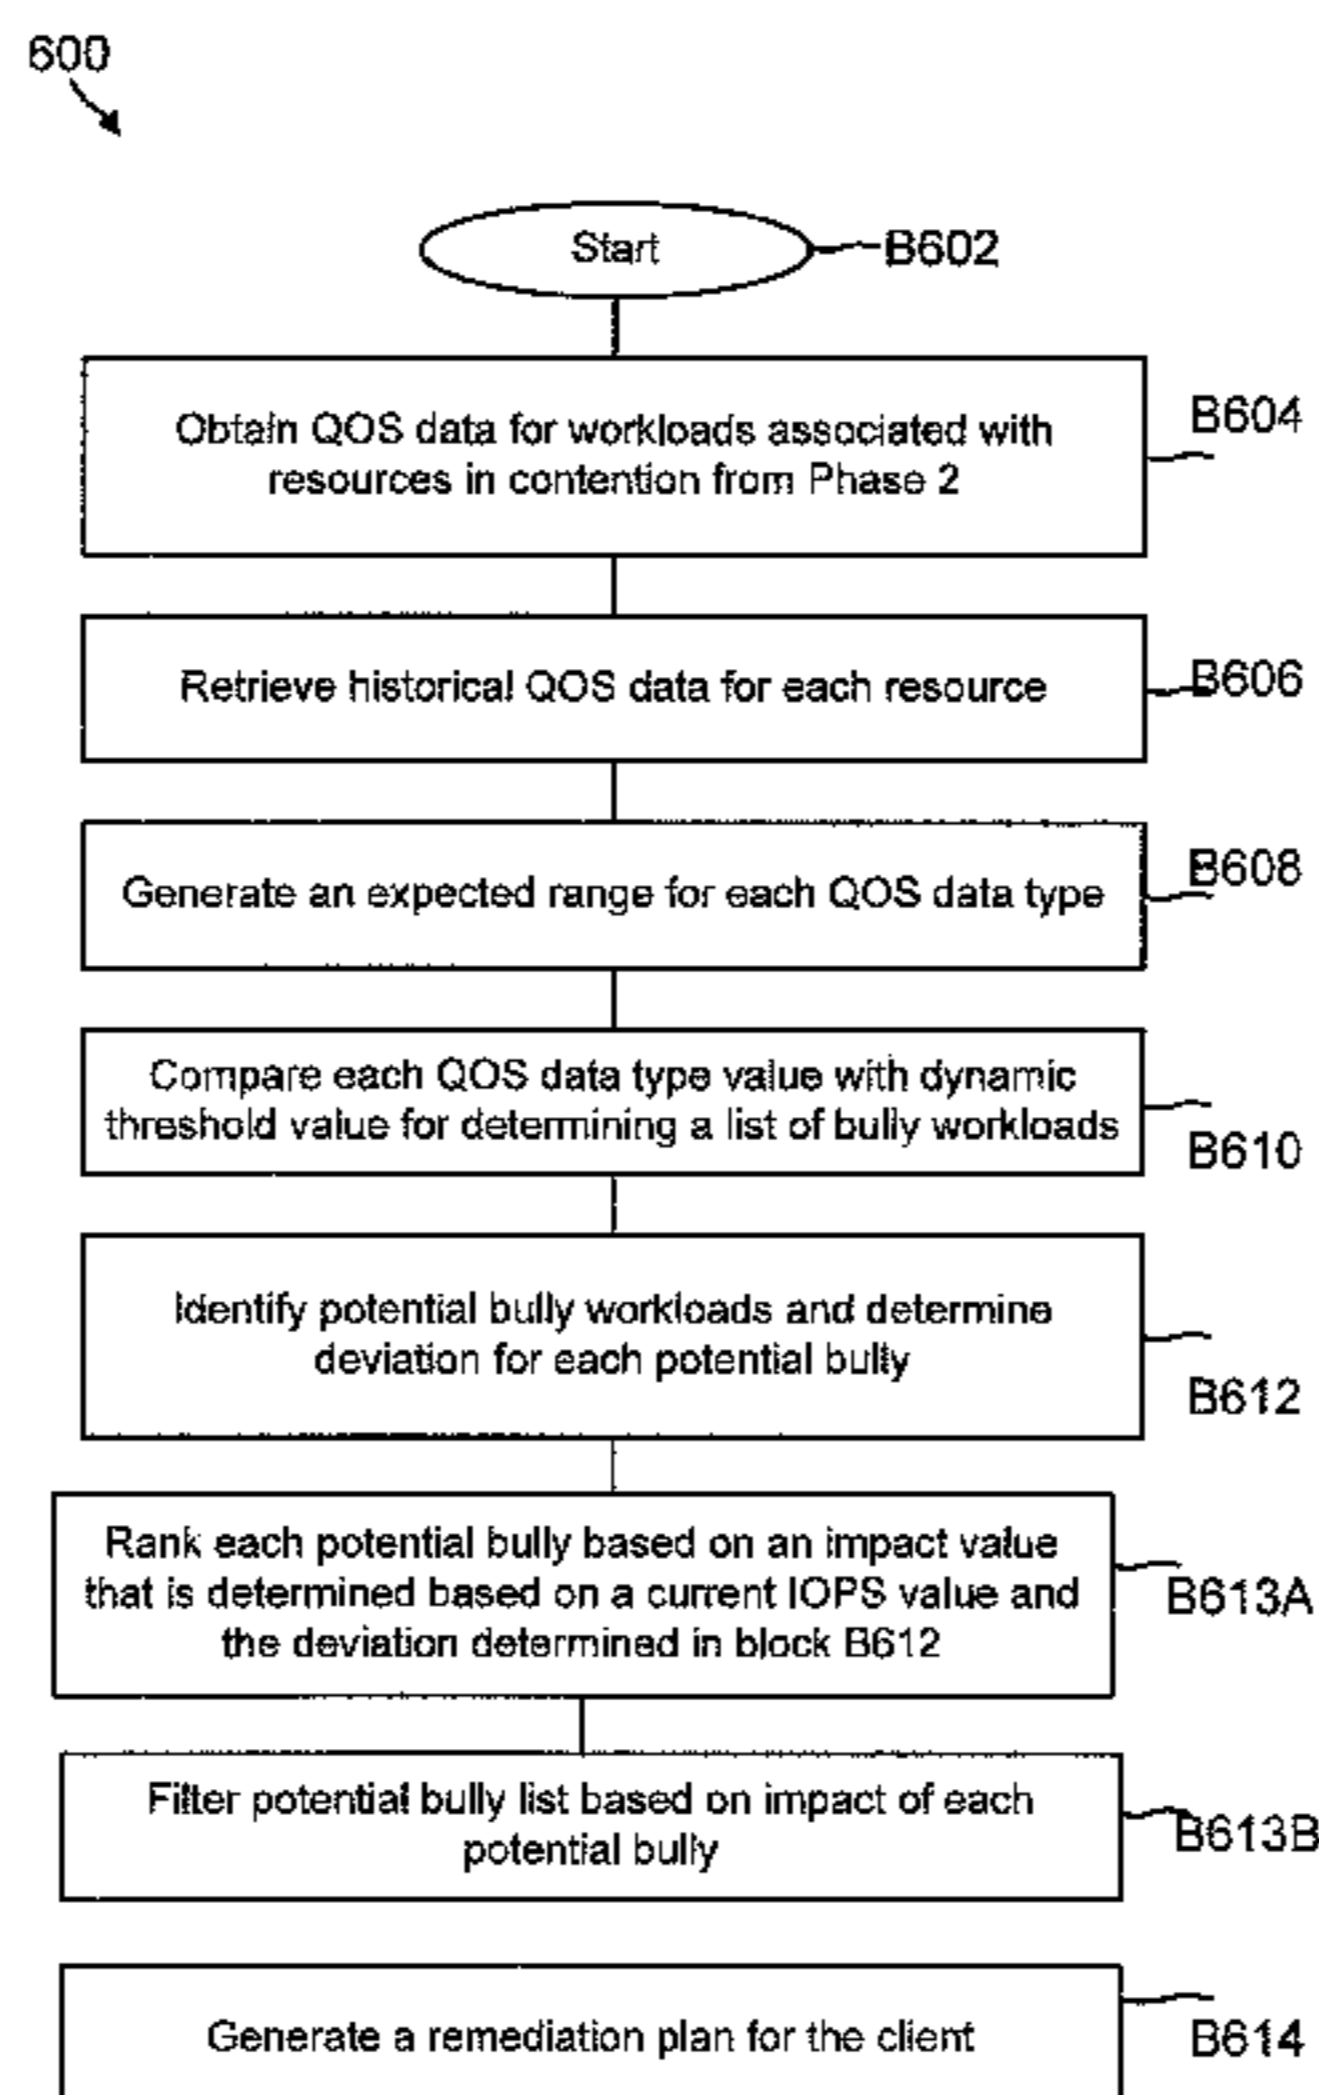 600
Start
B602
Obtain QOS data for workloads associated with
resources in contention from Phase 2
B604
Retrieve historical QOS data for each resource
B606
Generate an expected range for each QOS data type
B608
Compare each QOS data type value with dynamic
threshold value for determining a list of bully workloads
B610
Identify potential bully workloads and determine
deviation for each potential bully
B612
Rank each potential bully based on an impact value
that is determined based on a current IOPS value and
the deviation determined in block B612
B613A
Filter potential bully list based on impact of each
potential bully
B613B
Generate a remediation plan for the client
B614